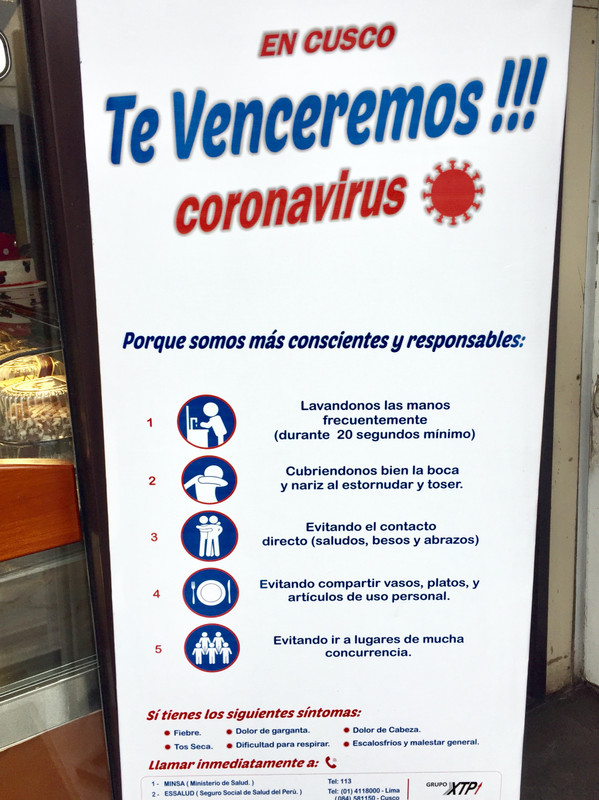 EN CUSCO
Te Venceremos !!!
coronavirus
Porque somos más conscientes y responsables:
1
Lavandonos las manos
frecuentemente
(durante 20 segundos mínimo)
2
Cubriendonos bien la boca
y nariz al estornudar y toser.
3
Evitando el contacto
directo (saludos, besos y abrazos)
4
Evitando compartir vasos, platos, y
artículos de uso personal.
5
Evitando ir a lugares de mucha
concurrencia.
Sí tienes los siguientes síntomas:
Fiebre. Dolor de garganta. Dolor de Cabeza.
Tos Seca. Dificultad para respirar. Escalosfríos y malestar general.
Llamar inmediatamente a:
1 - MINSA ( Ministerio de Salud. ) Tel: 113
2 - ESSALUD ( Seguro Social de Salud del Perú. ) Tel: (01) 4118000 - Lima
(084) 581150 - Cusco
GRUPO XTP!